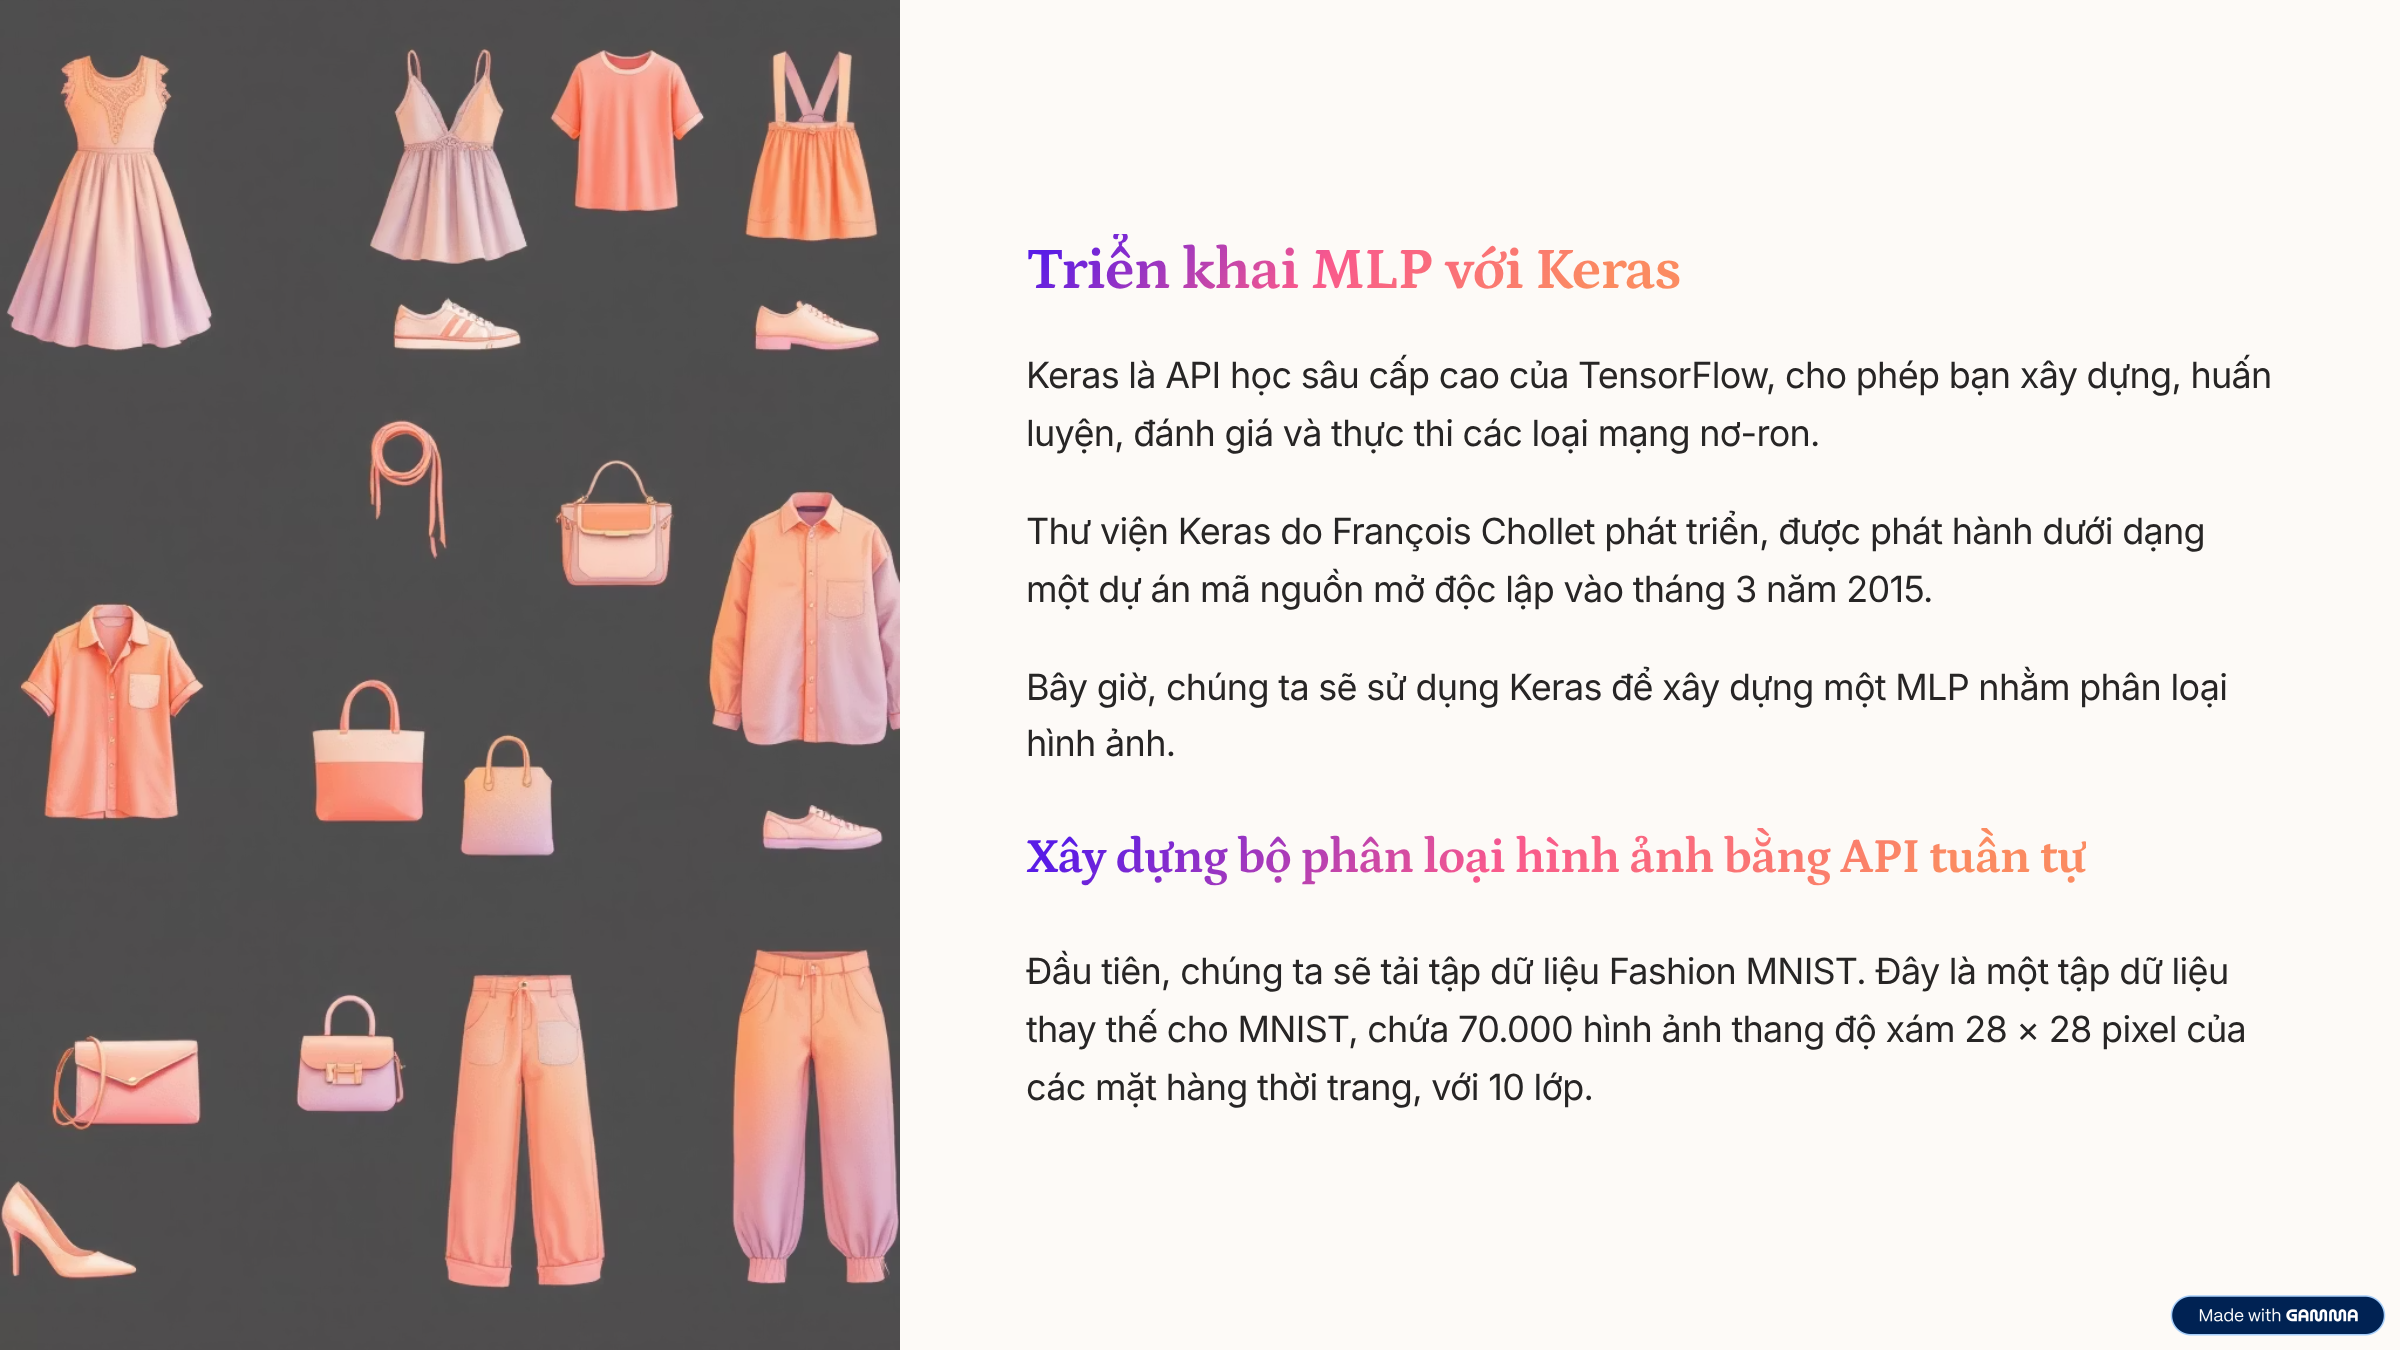 Triển khai MLP với Keras
Keras là API học sâu cấp cao của TensorFlow, cho phép bạn xây dựng, huấn
luyện, đánh giá và thực thi các loại mạng nơ-ron.
Thư viện Keras do François Chollet phát triển, được phát hành dưới dạng
một dự án mã nguồn mở độc lập vào tháng 3 năm 2015.
Bây giờ, chúng ta sẽ sử dụng Keras để xây dựng một MLP nhằm phân loại
hình ảnh.
Xây dựng bộ phân loại hình ảnh bằng API tuần tự
Đầu tiên, chúng ta sẽ tải tập dữ liệu Fashion MNIST. Đây là một tập dữ liệu
thay thế cho MNIST, chứa 70.000 hình ảnh thang độ xám 28 × 28 pixel của
các mặt hàng thời trang, với 10 lớp.
Made with GAMMA